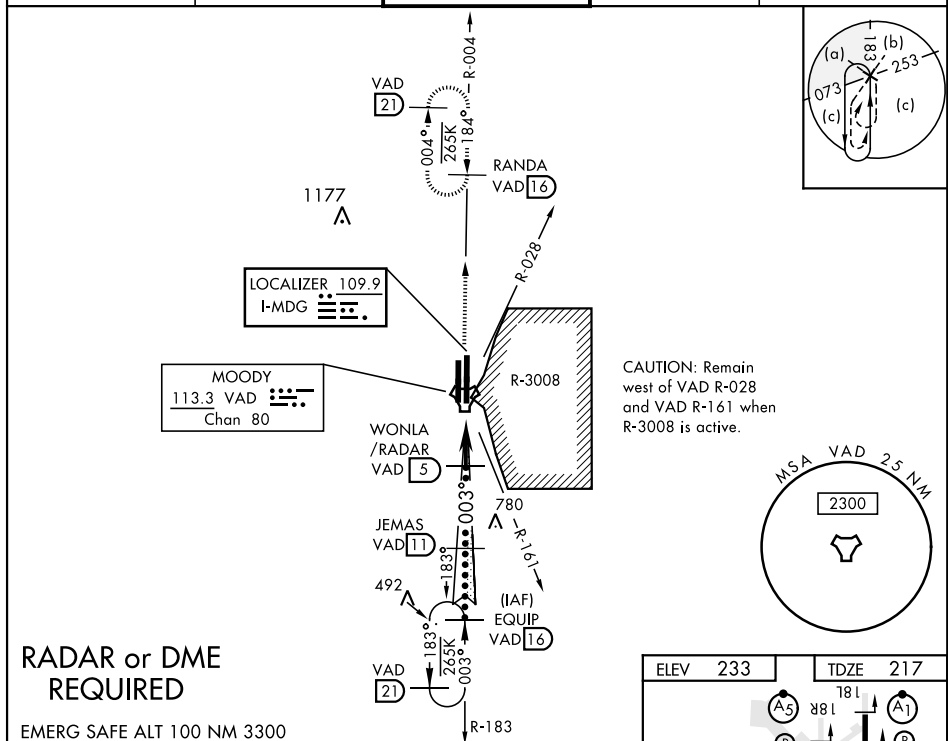 R-004
VAD
21
004°
265K
184°
RANDA
VAD 16
1177
R-028
LOCALIZER 109.9
I-MDG
R-3008
MOODY
113.3 VAD
Chan 80
CAUTION: Remain
west of VAD R-028
and VAD R-161 when
R-3008 is active.
WONLA
/RADAR
VAD 5
003°
780
R-161
JEMAS
VAD 11
183°
492
(IAF)
EQUIP
VAD 16
183°
265K
003°
VAD
21
R-183
(a)
183
(b)
253
073
(c)
(c)
MSA VAD 25 NM
2300
RADAR or DME
REQUIRED
EMERG SAFE ALT 100 NM 3300
ELEV 233
TDZE 217
18L
18R
A5
A1